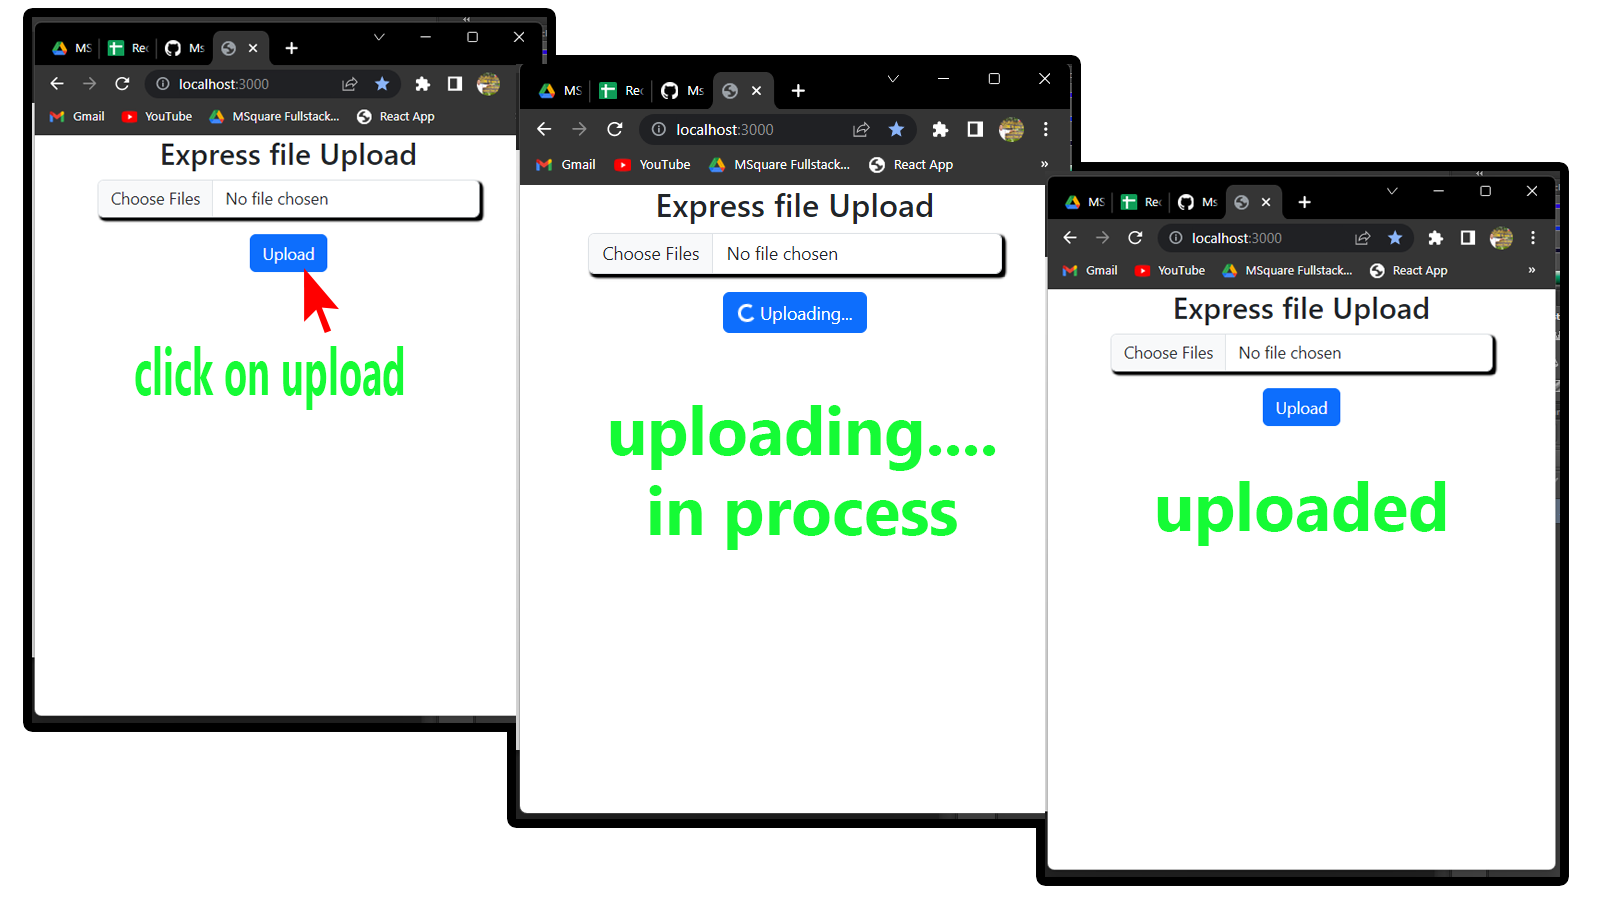 MS
Rec
Ms
localhost:3000
Gmail
YouTube
MSquare Fullstack...
React App
Express file Upload
Choose Files
No file chosen
Upload
click on upload
MS
Rec
Ms
localhost:3000
Gmail
YouTube
MSquare Fullstack...
React App
»
Express file Upload
Choose Files
No file chosen
Uploading...
uploading....
in process
MS
Rec
Ms
localhost:3000
Gmail
YouTube
MSquare Fullstack...
React App
»
Express file Upload
Choose Files
No file chosen
Upload
uploaded